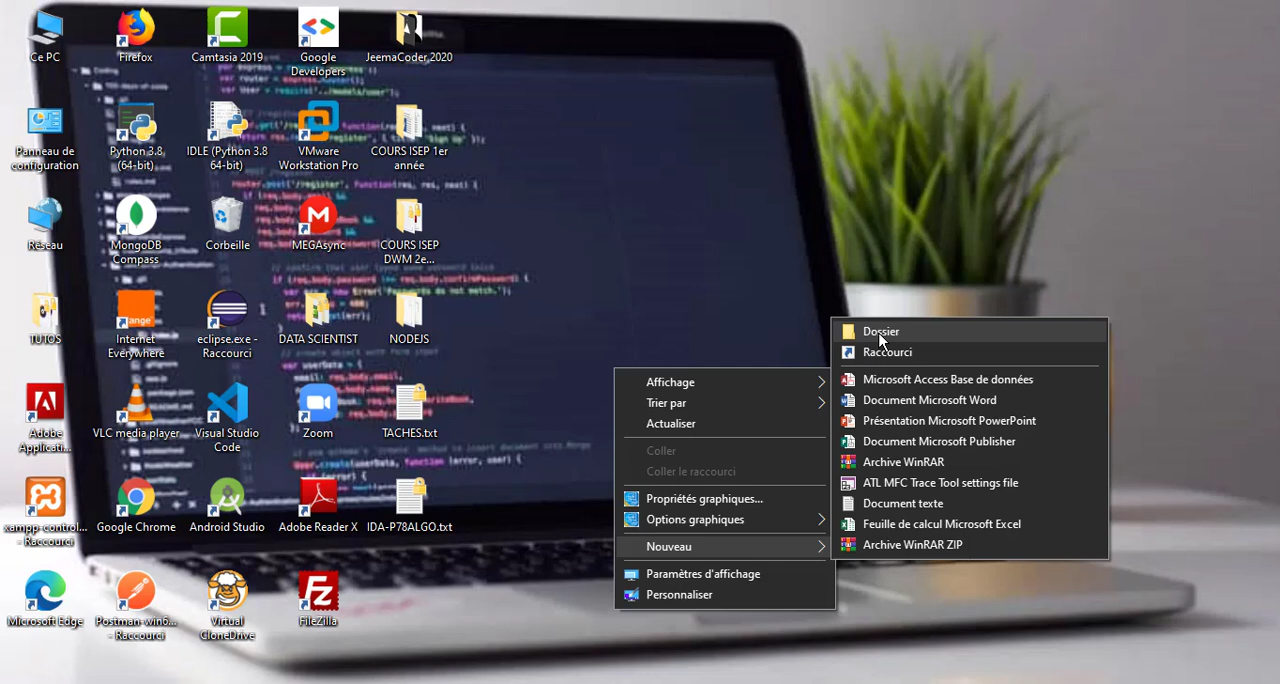 Ce PC
Firefox
Camtasia 2019
Google
Developers
JeemaCoder 2020
Panneau de
configuration
Python 3.8
(64-bit)
IDLE (Python 3.8
64-bit)
VMware
Workstation Pro
COURS ISEP 1er
année
Réseau
MongoDB
Compass
Corbeille
MEGAsync
COURS ISEP
DWM 2e...
TUTOS
Internet
Everywhere
eclipse.exe -
Raccourci
DATA SCIENTIST
NODEJS
Adobe
Applicati...
VLC media player
Visual Studio
Code
Zoom
TACHES.txt
xampp-control...
- Raccourci
Google Chrome
Android Studio
Adobe Reader X
IDA-P78ALGO.txt
Microsoft Edge
Postman-win6...
- Raccourci
Virtual
CloneDrive
FileZilla
Affichage
Trier par
Actualiser
Coller
Coller le raccourci
Propriétés graphiques...
Options graphiques
Nouveau
Paramètres d'affichage
Personnaliser
Dossier
Raccourci
Microsoft Access Base de données
Document Microsoft Word
Présentation Microsoft PowerPoint
Document Microsoft Publisher
Archive WinRAR
ATL MFC Trace Tool settings file
Document texte
Feuille de calcul Microsoft Excel
Archive WinRAR ZIP